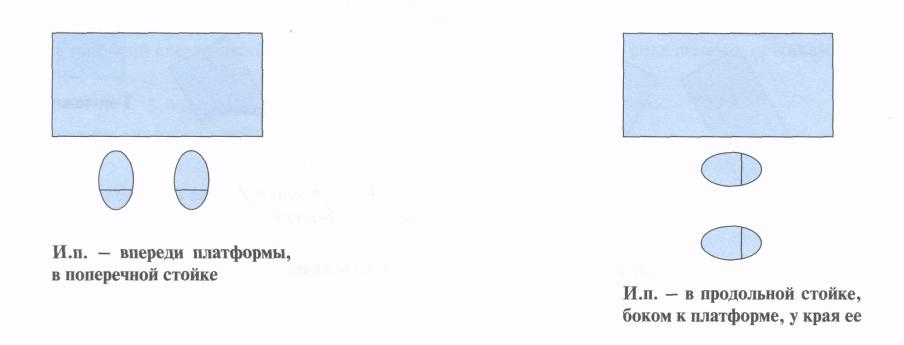 И.п. – впереди платформы,
в поперечной стойке
И.п. – в продольной стойке,
боком к платформе, у края ее